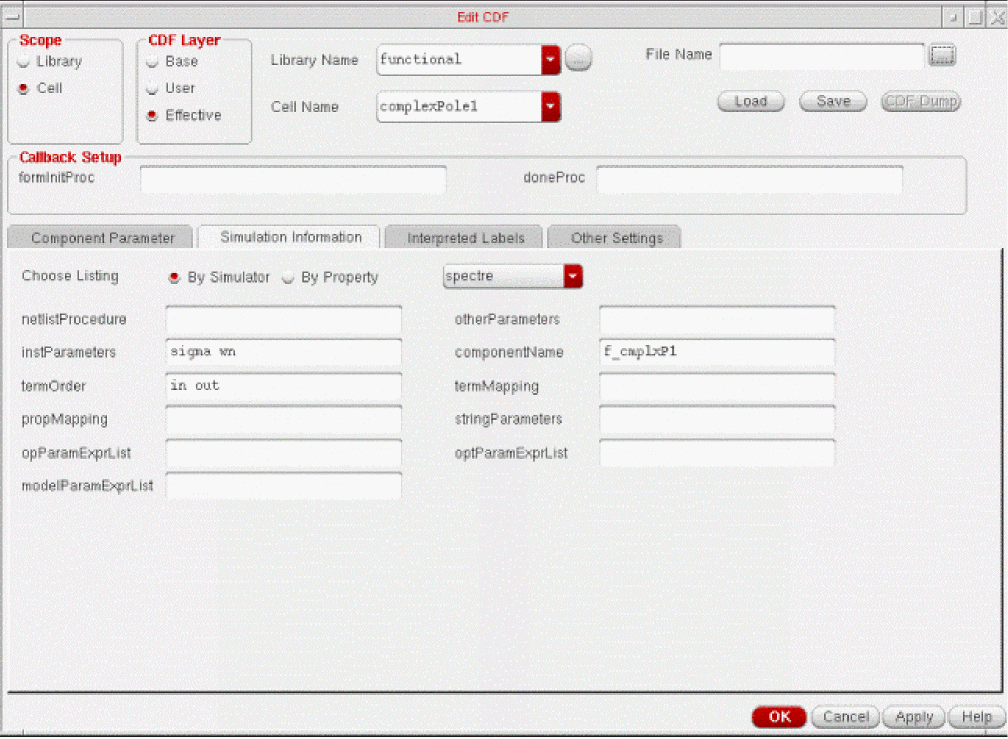 Edit CDF
Scope
Library
Cell
CDF Layer
Base
User
Effective
Library Name functional ...
Cell Name complexPole1
File Name ...
Load Save CDF Dump
Callback Setup
formInitProc doneProc
Component Parameter Simulation Information Interpreted Labels Other Settings
Choose Listing By Simulator By Property spectre
netlistProcedure otherParameters
instParameters sigma wn componentName f_cmplxP1
termOrder in out termMapping
propMapping stringParameters
opParamExprList optParamExprList
modelParamExprList
OK Cancel Apply Help